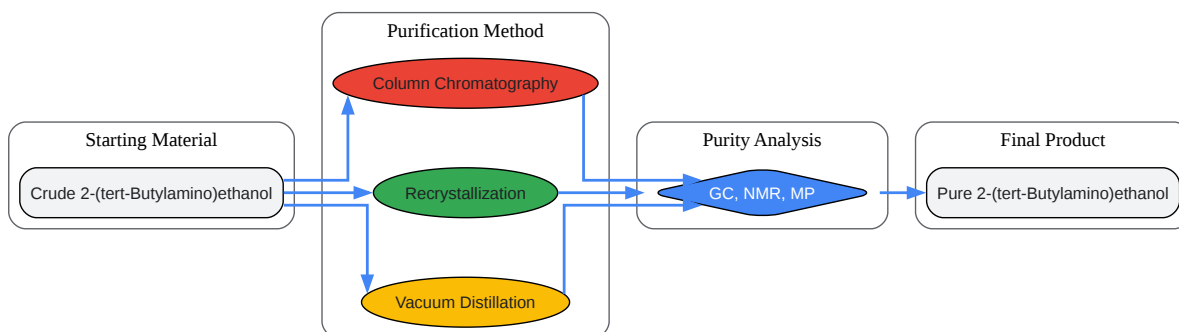 Purification Method
Column Chromatography
Starting Material
Purity Analysis
Final Product
Crude 2-(tert-Butylamino)ethanol
Recrystallization
GC, NMR, MP
Pure 2-(tert-Butylamino)ethanol
Vacuum Distillation